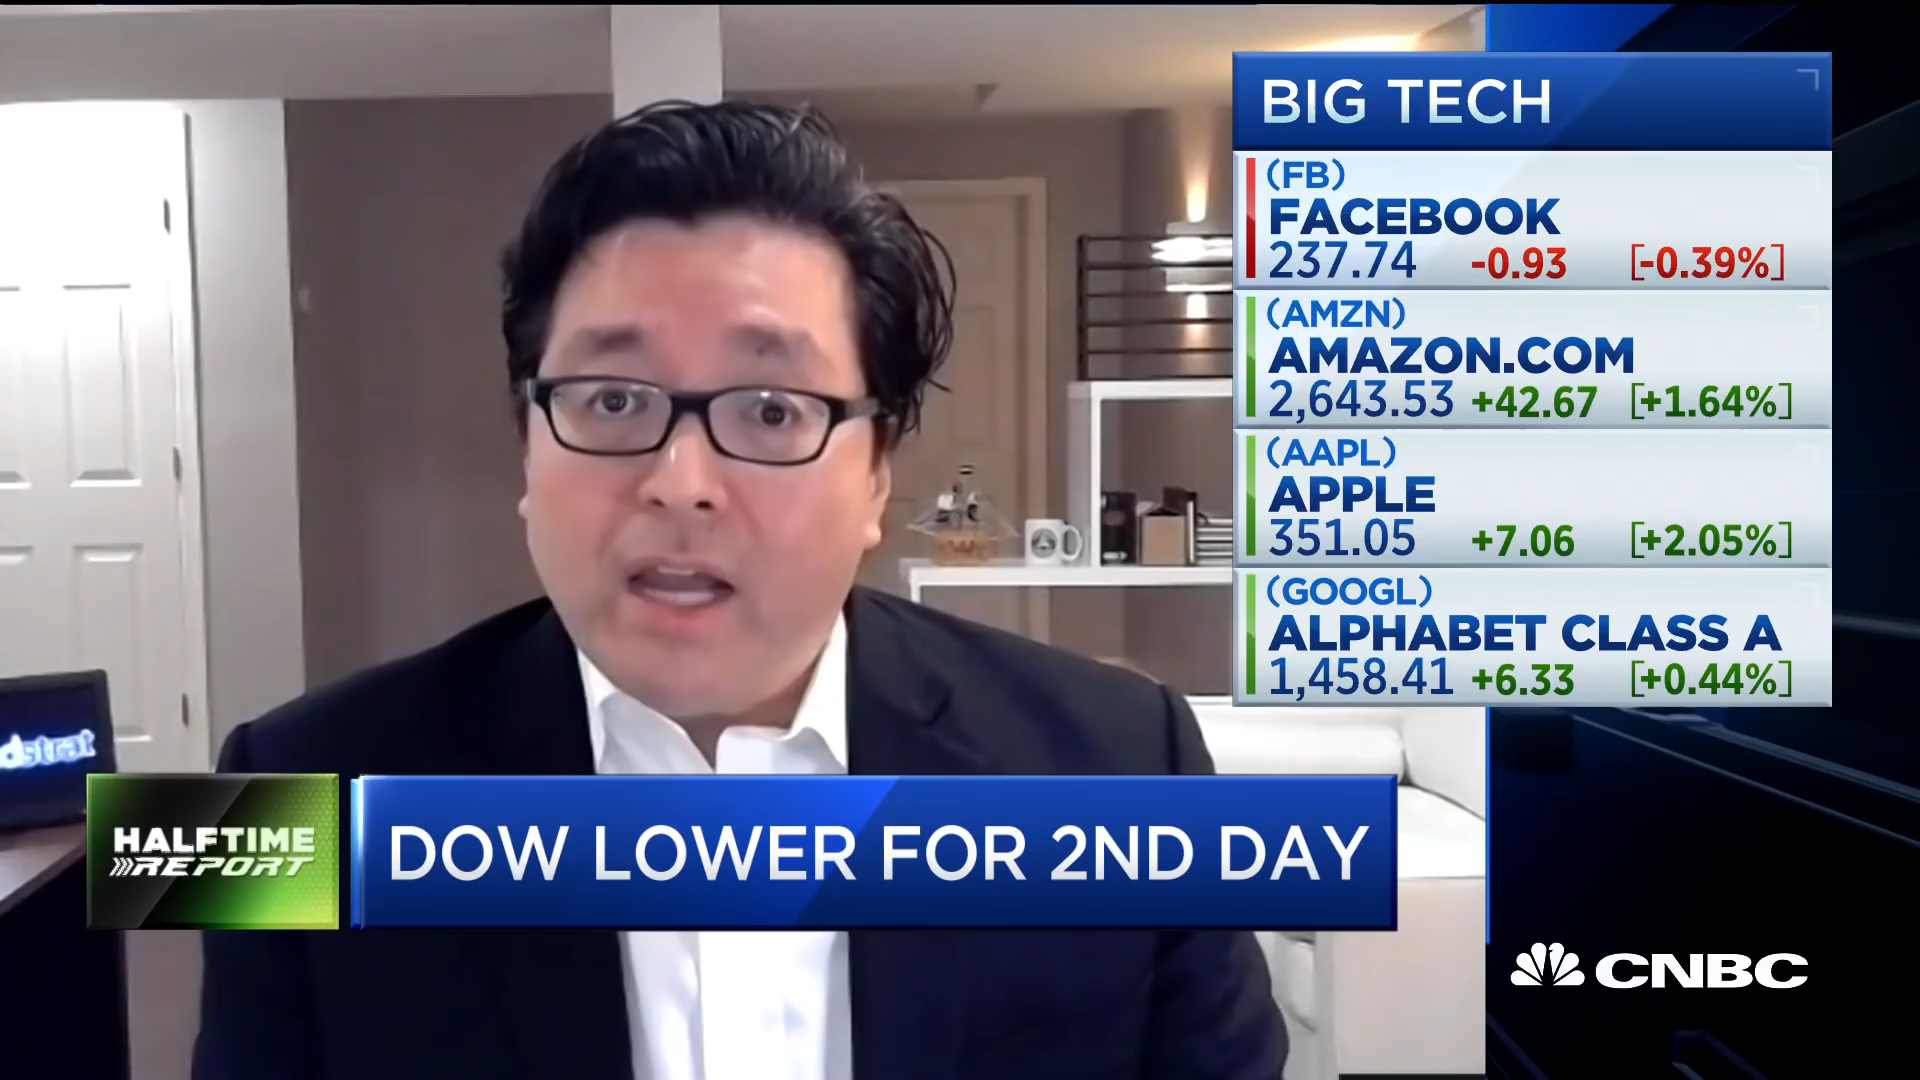 BIG TECH
(FB)
FACEBOOK
237.74 -0.93 [-0.39%]
(AMZN)
AMAZON.COM
2,643.53 +42.67 [+1.64%]
(AAPL)
APPLE
351.05 +7.06 [+2.05%]
(GOOGL)
ALPHABET CLASS A
1,458.41 +6.33 [+0.44%]
dstrat
HALFTIME
REPORT
DOW LOWER FOR 2ND DAY
CNBC